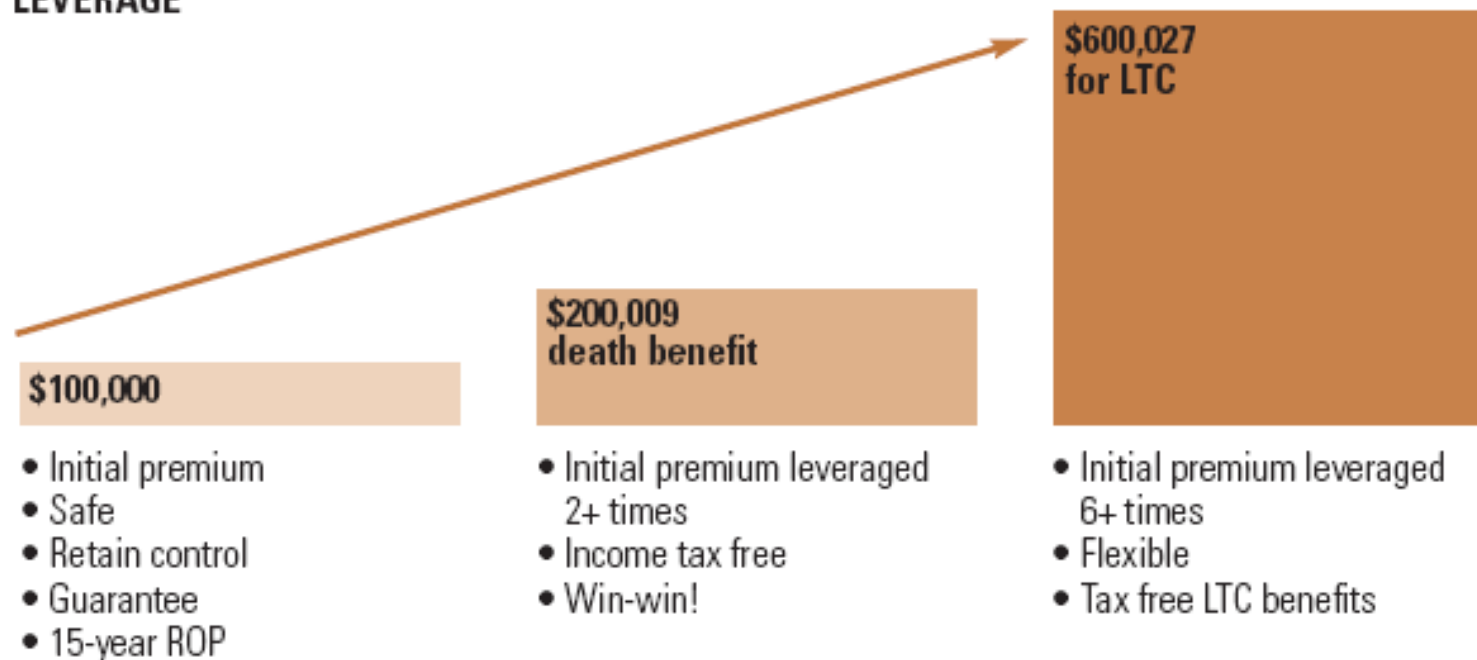 LEVERAGE
$600,027
for LTC
$200,009
death benefit
$100,000
• Initial premium
• Safe
• Retain control
• Guarantee
• 15-year ROP
• Initial premium leveraged
2+ times
• Income tax free
• Win-win!
• Initial premium leveraged
6+ times
• Flexible
• Tax free LTC benefits